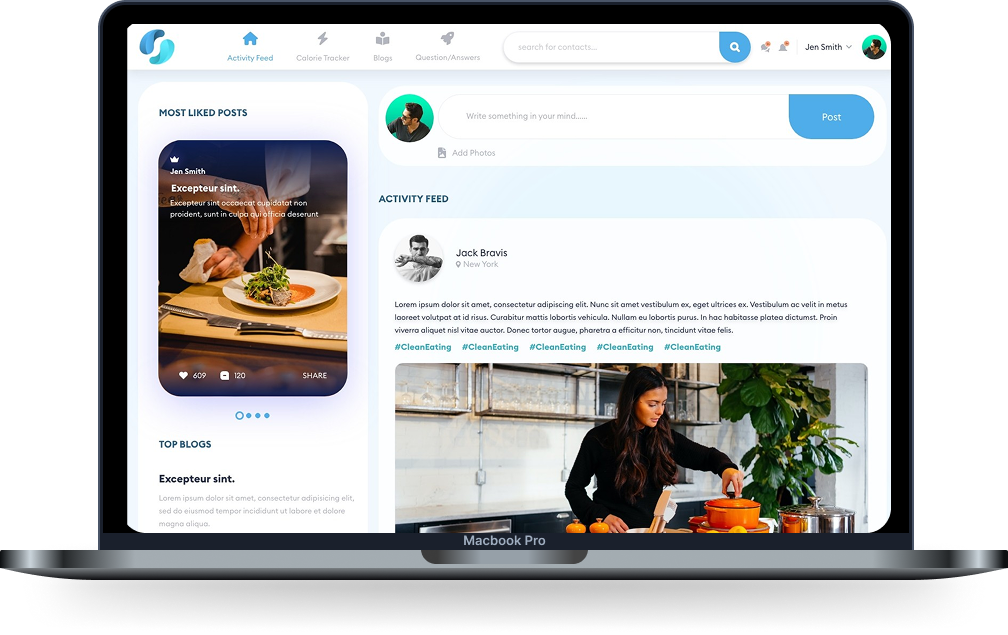 Activity Feed
Calorie Tracker
Blogs
Question/Answers
search for contacts...
Jen Smith
MOST LIKED POSTS
Jen Smith
Excepteur sint.
Excepteur sint occaecat cupidatat non
proident, sunt in culpa qui officia deserunt
609
120
SHARE
TOP BLOGS
Excepteur sint.
Lorem ipsum dolor sit amet, consectetur adipisicing elit,
sed do eiusmod tempor incididunt ut labore et dolore
magna aliqua.
Write something in your mind......
Post
Add Photos
ACTIVITY FEED
Jack Bravis
New York
Lorem ipsum dolor sit amet, consectetur adipiscing elit. Nunc sit amet vestibulum ex, eget ultrices ex. Vestibulum ac velit in metus
laoreet volutpat at id risus. Curabitur mattis lobortis vehicula. Nullam eu lobortis purus. In hac habitasse platea dictumst. Proin
viverra aliquet nisl vitae auctor. Donec tortor augue, pharetra a efficitur non, tincidunt vitae felis.
#CleanEating #CleanEating #CleanEating #CleanEating #CleanEating
Macbook Pro